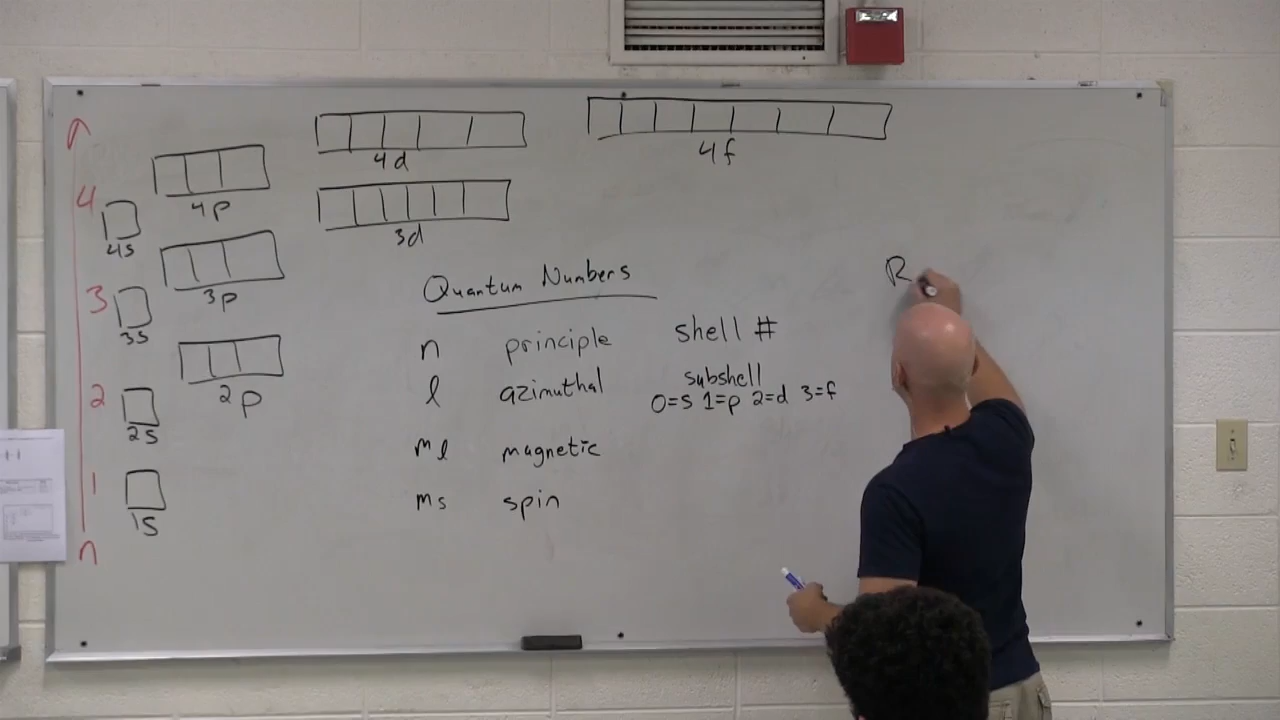 4d
4f
4
4p
4s
3d
3
3p
3s
Quantum Numbers
R
n principle shell #
l azimuthal subshell
0=s 1=p 2=d 3=f
2
2p
2s
ml magnetic
1
ms spin
1s
n